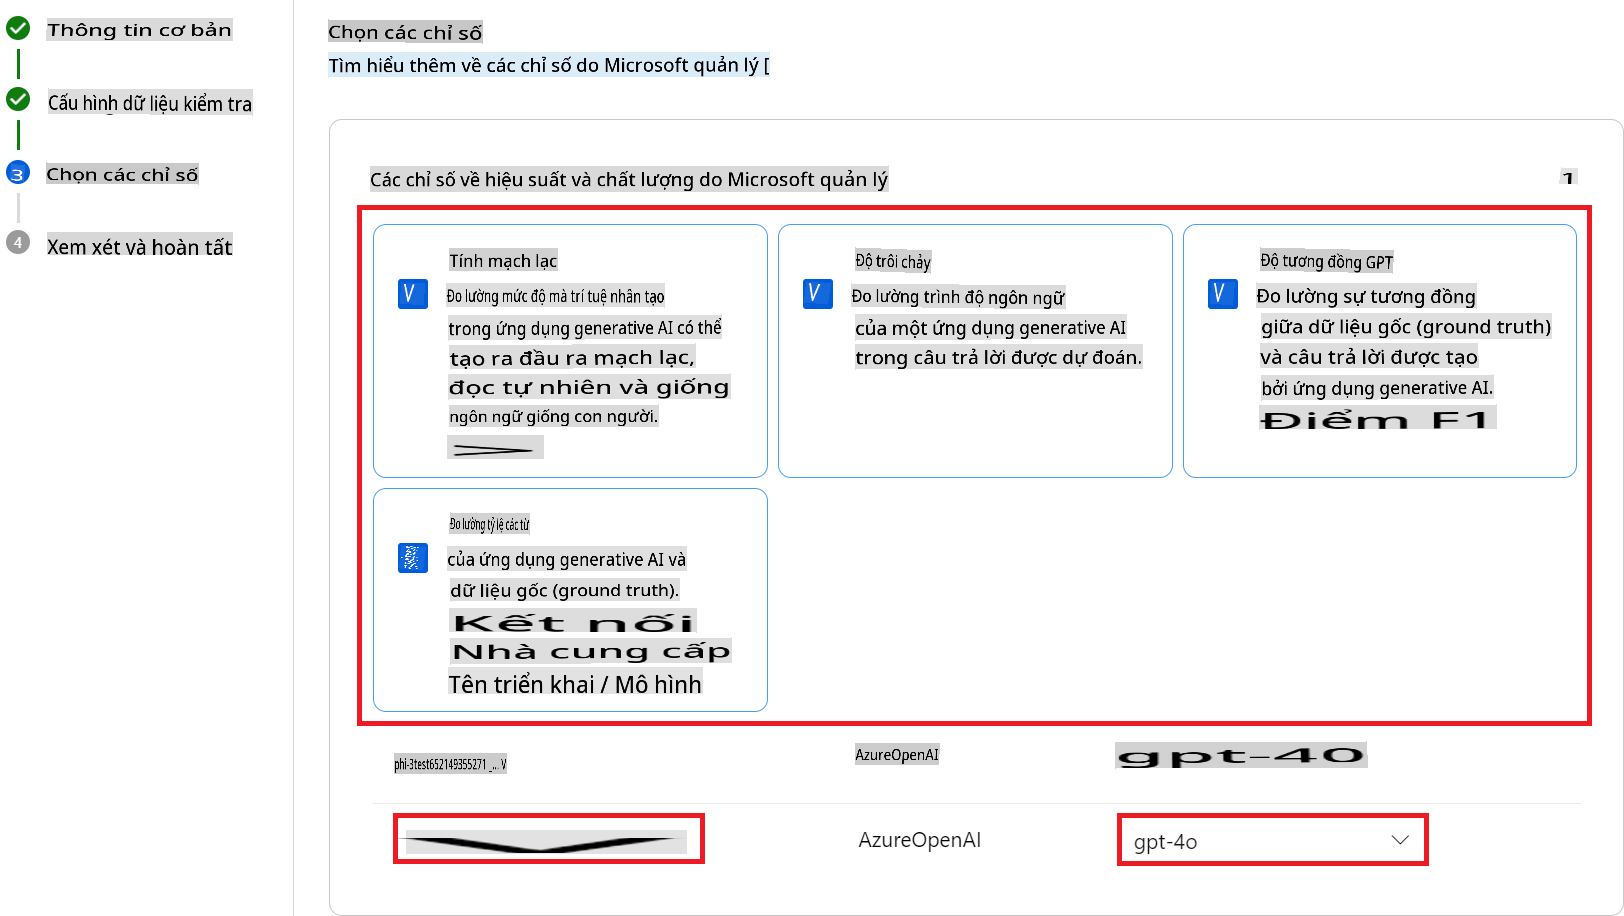 Thông tin cơ bản
Cấu hình dữ liệu kiểm tra
3
Chọn các chỉ số
4
Xem xét và hoàn tất
Chọn các chỉ số
Tìm hiểu thêm về các chỉ số do Microsoft quản lý [
Các chỉ số về hiệu suất và chất lượng do Microsoft quản lý
1
Tính mạch lạc
V
Đo lường mức độ mà trí tuệ nhân tạo
trong ứng dụng generative AI có thể
tạo ra đầu ra mạch lạc,
đọc tự nhiên và giống
ngôn ngữ giống con người.
Độ trôi chảy
V
Đo lường trình độ ngôn ngữ
của một ứng dụng generative AI
trong câu trả lời được dự đoán.
Độ tương đồng GPT
V
Đo lường sự tương đồng
giữa dữ liệu gốc (ground truth)
và câu trả lời được tạo
bởi ứng dụng generative AI.
Điểm F1
Đo lường tỷ lệ các từ
của ứng dụng generative AI và
dữ liệu gốc (ground truth).
Kết nối
Nhà cung cấp
Tên triển khai / Mô hình
phi-3test652149355271_... V
AzureOpenAI
gpt-4o
AzureOpenAI
gpt-4o